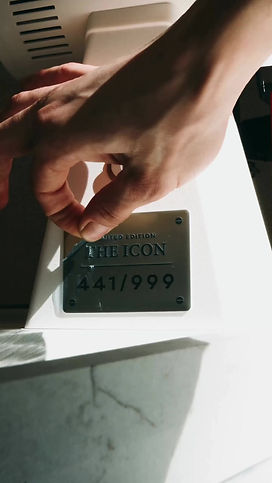 LIMITED EDITION
THE ICON
441/999